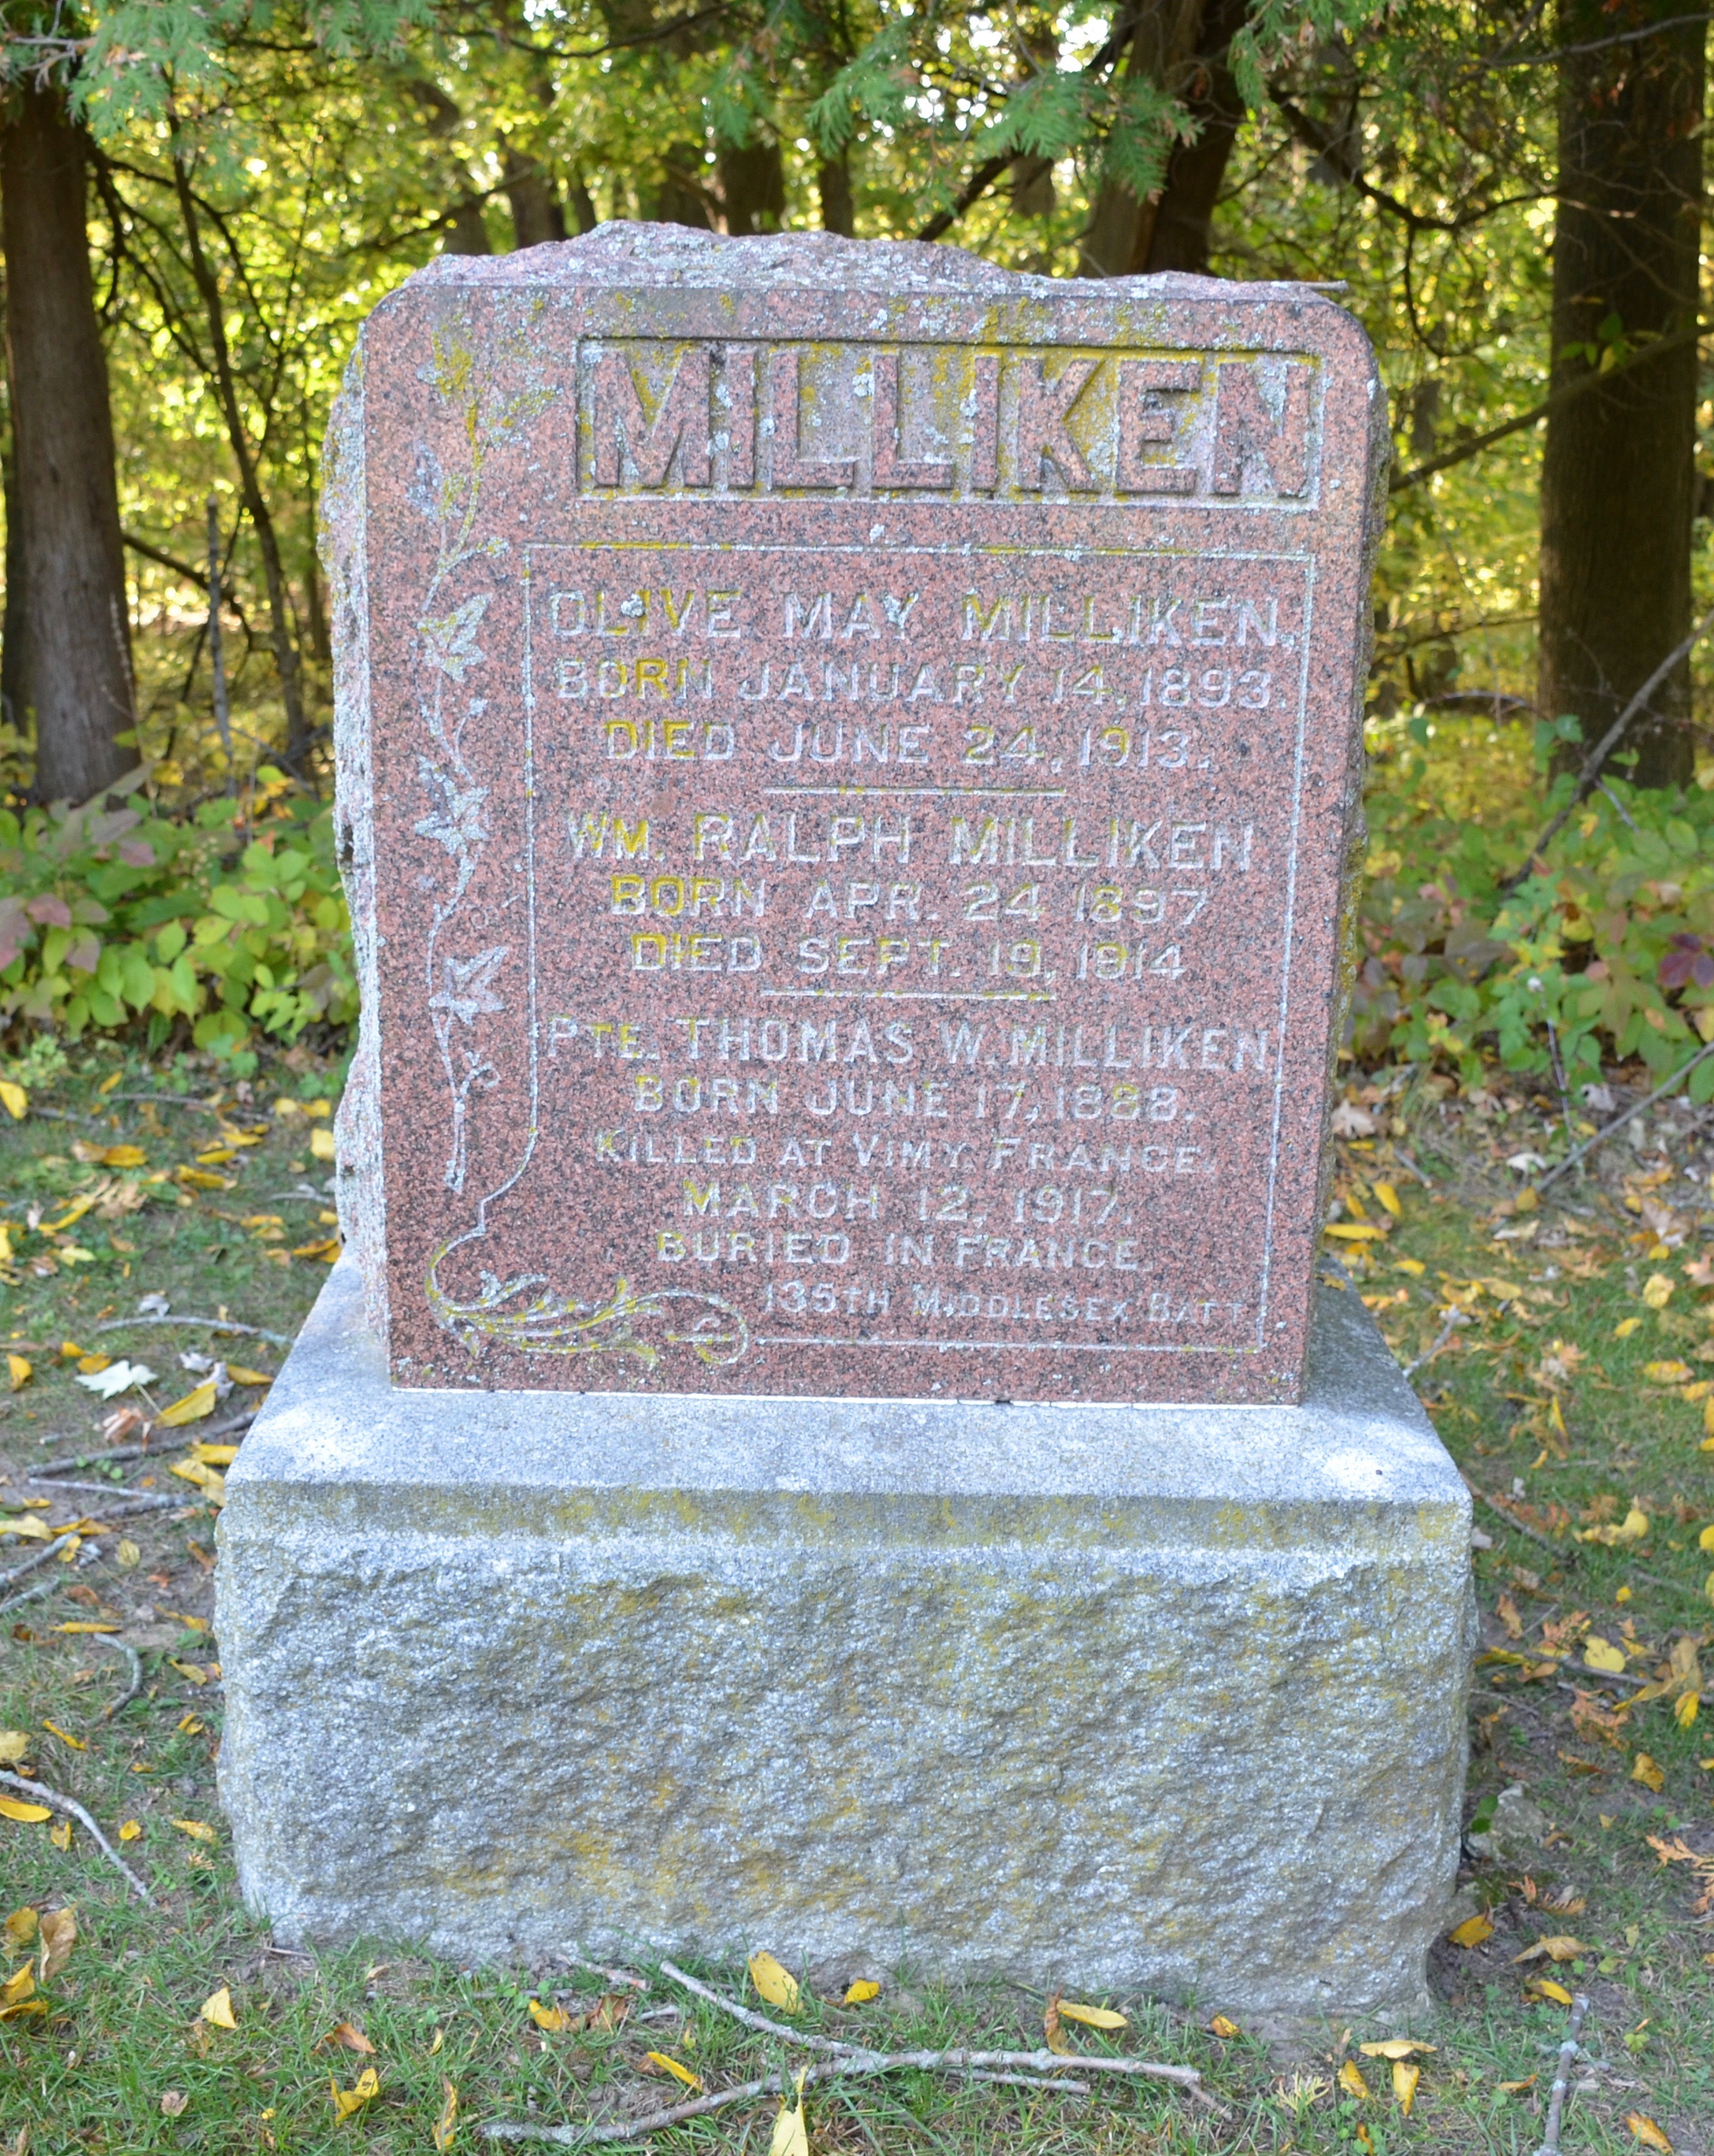 MILLIKEN
OLIVE MAY MILLIKEN,
BORN JANUARY 14, 1893.
DIED JUNE 24, 1913.
WM. RALPH MILLIKEN
BORN APR. 24 1897
DIED SEPT. 19, 1914
PTE. THOMAS W. MILLIKEN
BORN JUNE 17, 1888.
KILLED AT VIMY, FRANCE.
MARCH 12, 1917.
BURIED IN FRANCE
135TH MIDDLESEX BATT.